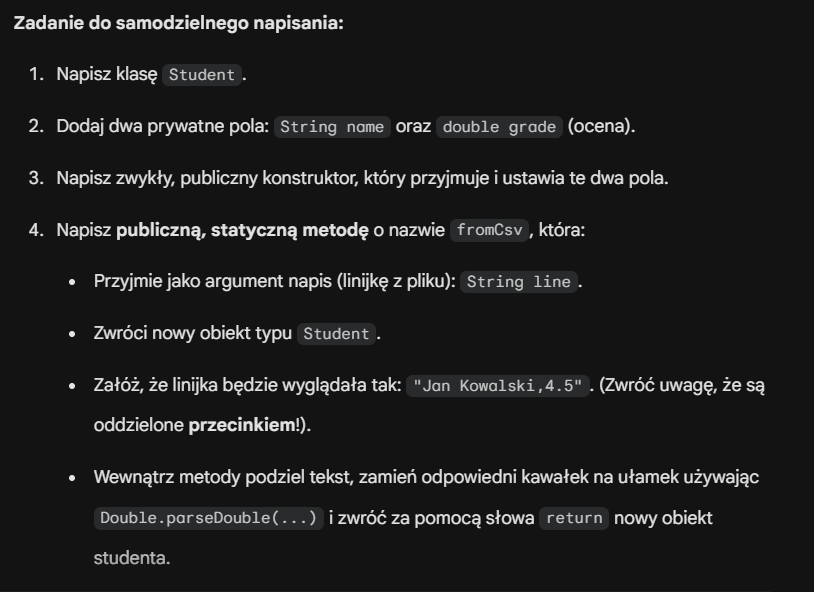 Zadanie do samodzielnego napisania:
1. Napisz klasę Student.
2. Dodaj dwa prywatne pola: String name oraz double grade (ocena).
3. Napisz zwykły, publiczny konstruktor, który przyjmuje i ustawia te dwa pola.
4. Napisz publiczną, statyczną metodę o nazwie fromCsv, która:
• Przyjmie jako argument napis (linijkę z pliku): String line.
• Zwróci nowy obiekt typu Student.
• Załóż, że linijka będzie wyglądała tak: "Jan Kowalski,4.5". (Zwróć uwagę, że są
oddzielone przecinkiem!).
• Wewnątrz metody podziel tekst, zamień odpowiedni kawałek na ułamek używając
Double.parseDouble(...) i zwróć za pomocą słowa return nowy obiekt
studenta.